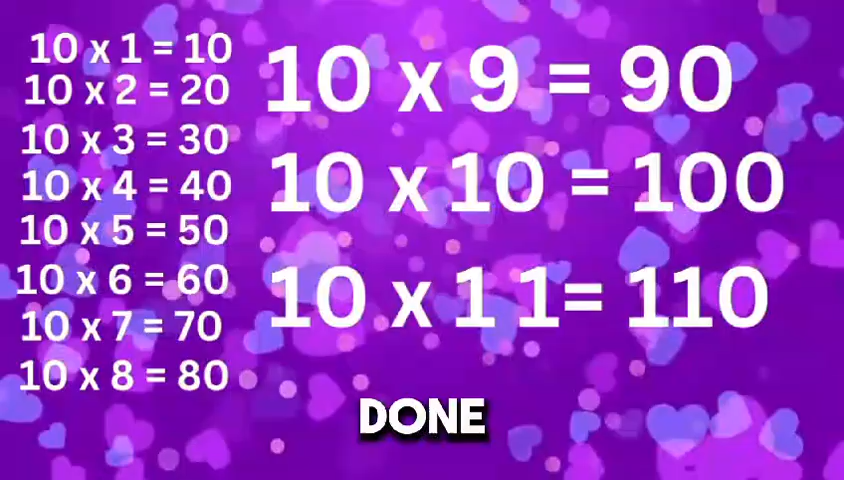 10 x 1 = 10
10 x 2 = 20
10 x 3 = 30
10 x 4 = 40
10 x 5 = 50
10 x 6 = 60
10 x 7 = 70
10 x 8 = 80
10 x 9 = 90
10 x 10 = 100
10 x 1 1= 110
DONE